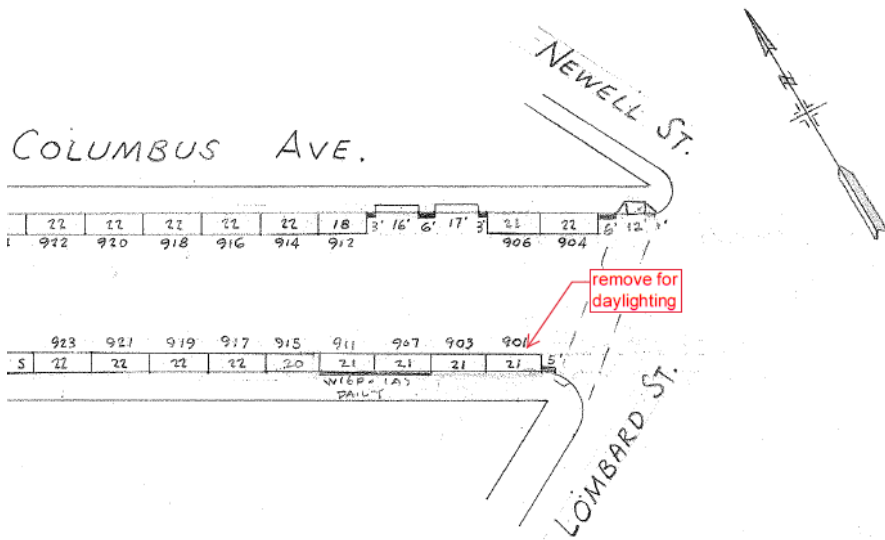 NEWELL ST.
COLUMBUS AVE.
22 22 22 22 22 18 3' 16' 6' 17' 3' 21 22 6' 12'
922 920 918 916 914 912 906 904
remove for
daylighting
923 921 919 917 915 911 907 903 901 5'
S 22 22 22 22 20 21 21 21 21
DAILY
LOMBARD ST.